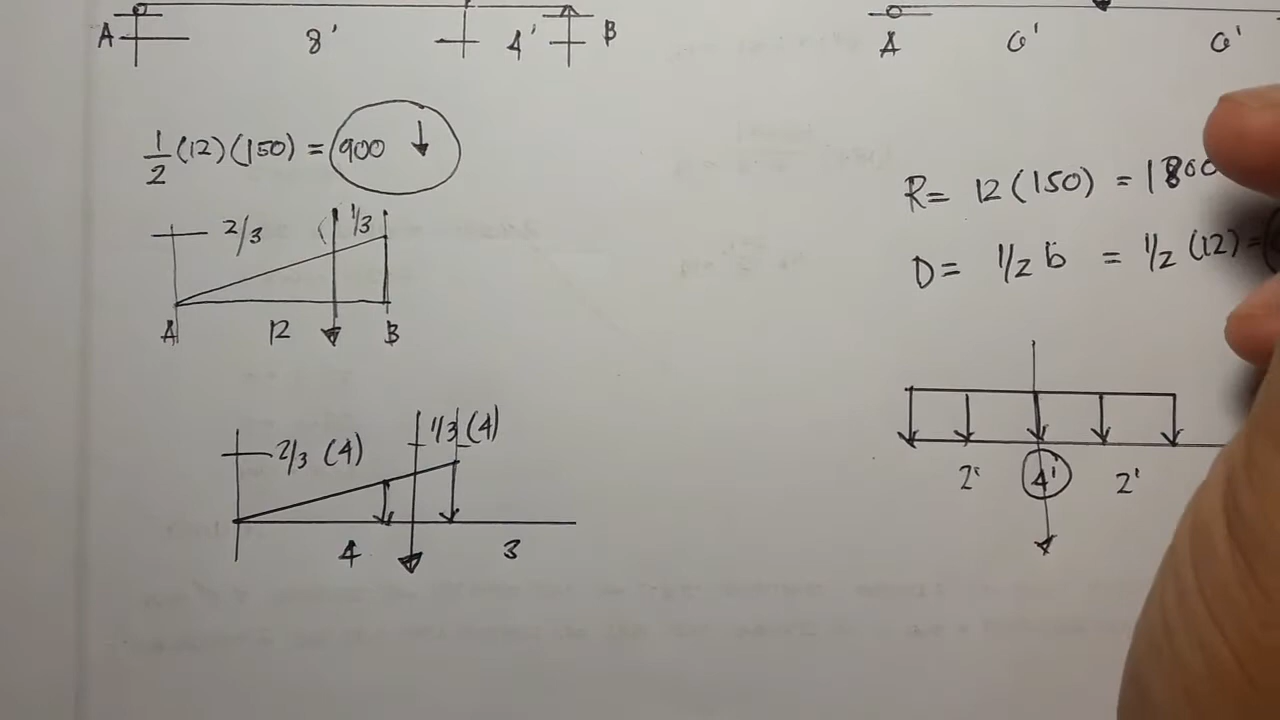 A 8' 4' B
1/2 (12)(150) = 900
2/3 1/3
A 12 B
2/3 (4) 1/3 (4)
4 3
A 6' 6'
R= 12 (150) = 1800
D= 1/2 b = 1/2 (12)=
2' 4' 2'